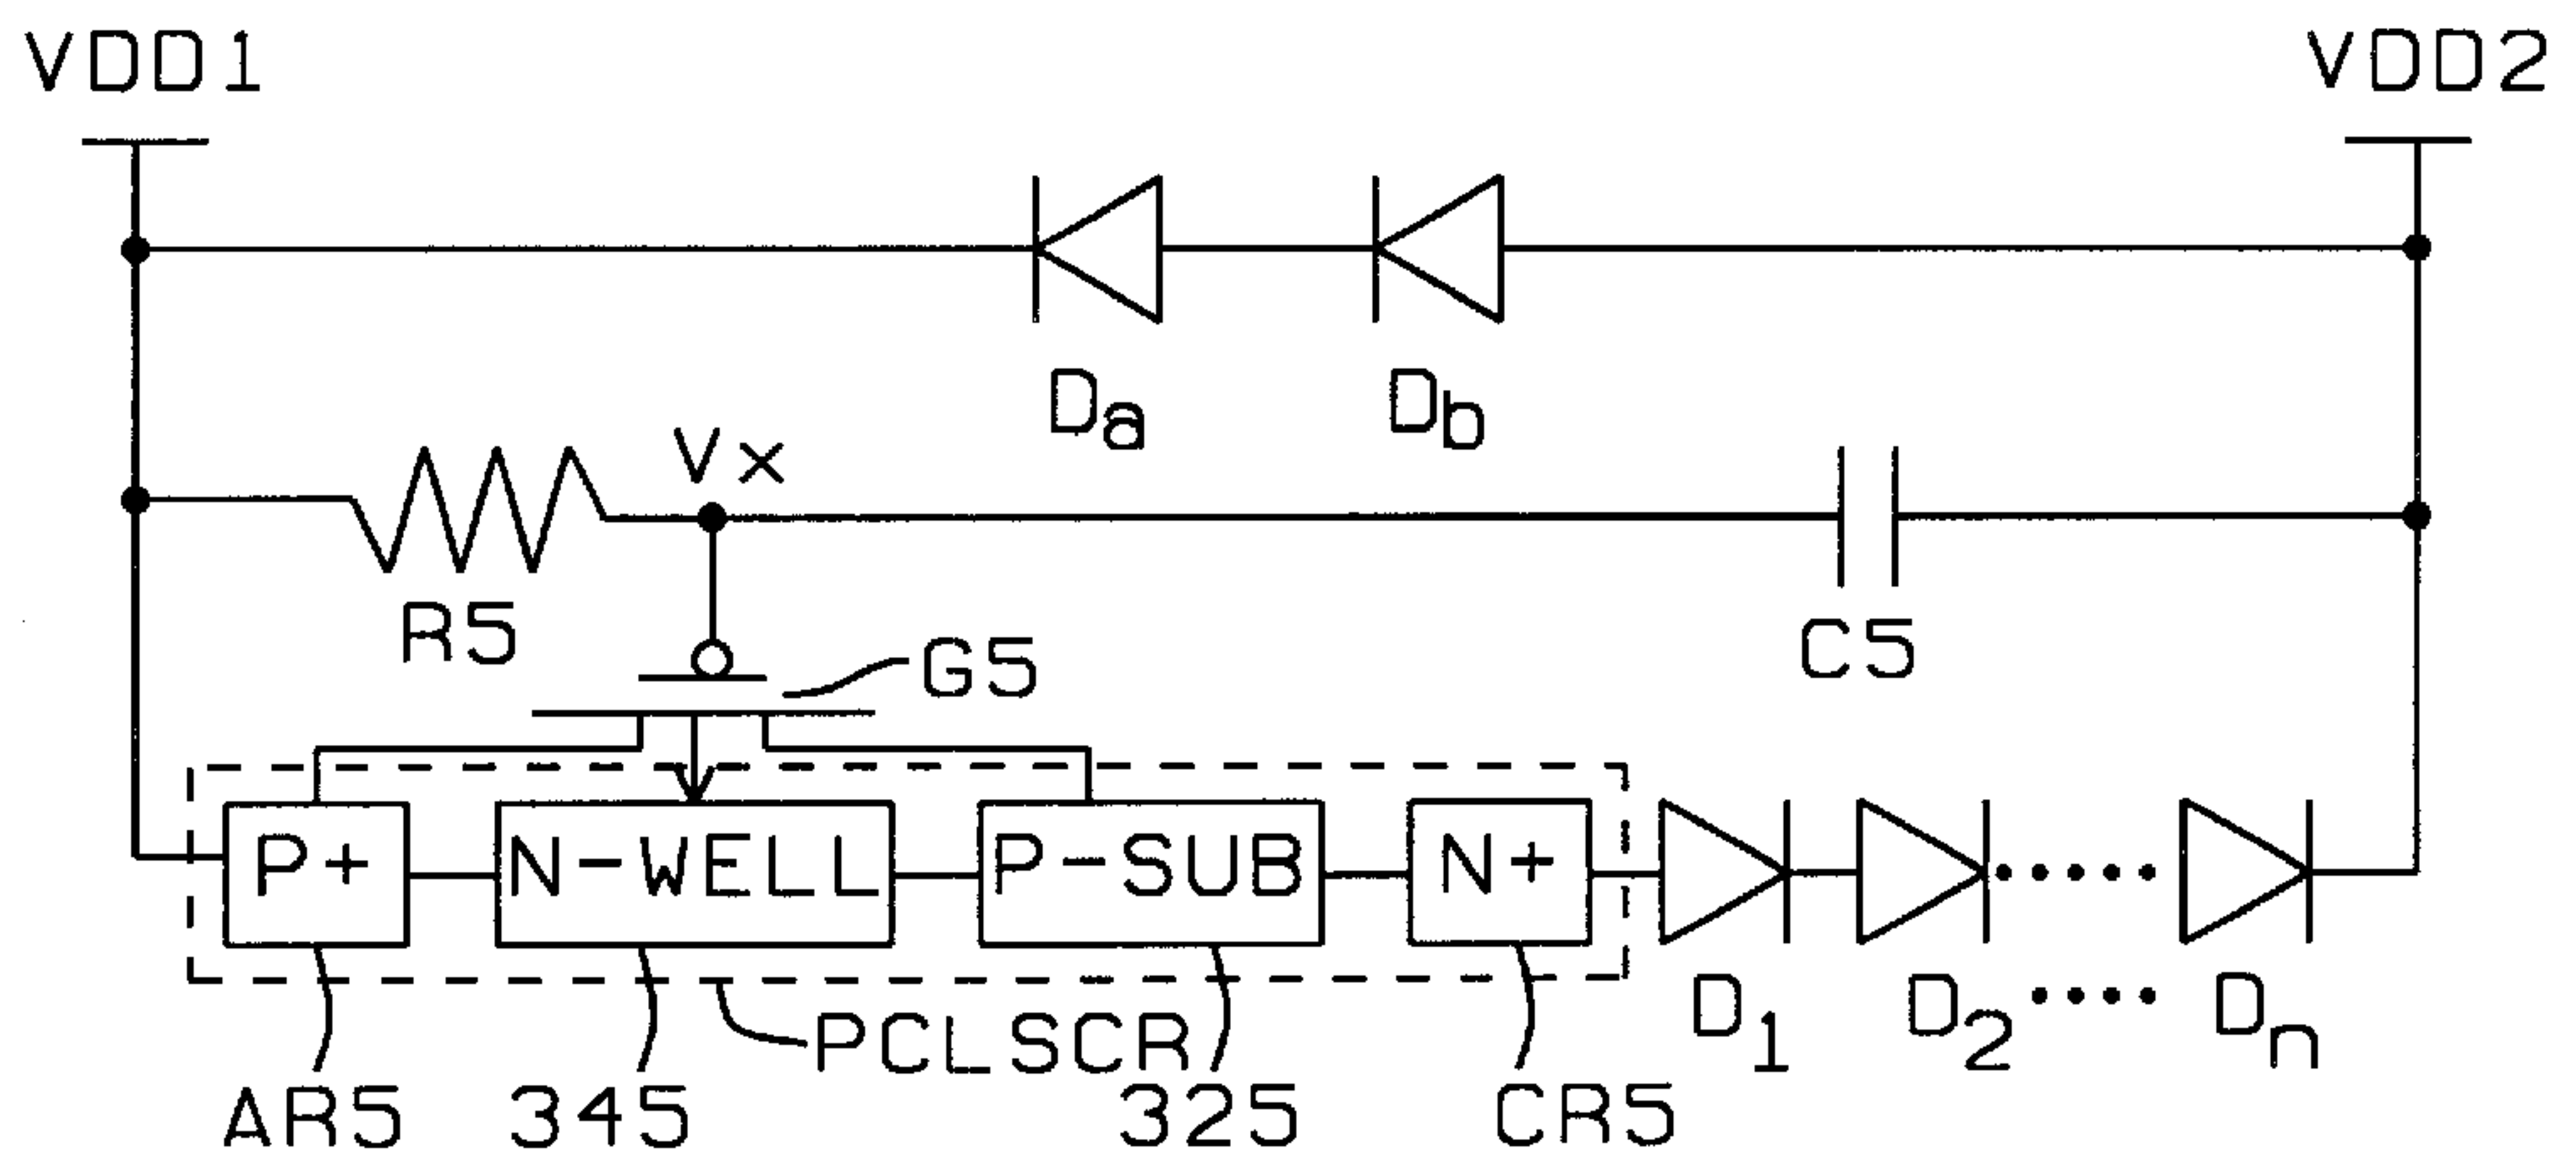 VDD1 VDD2
Da Db
Vx
R5 C5
G5
P+ N-WELL P-SUB N+
D1 D2 ···· Dn
PCLSCR
AR5 345 325 CR5